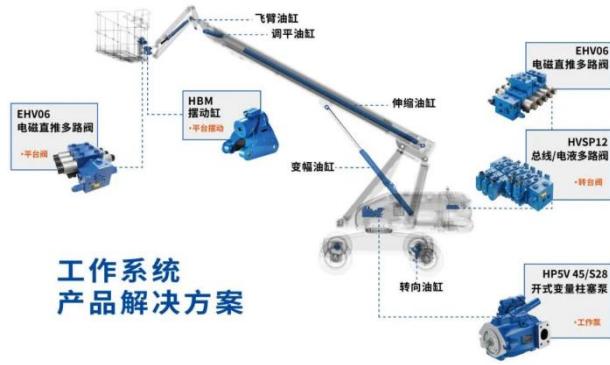 飞臂油缸
调平油缸
EHV06
电磁直推多路阀
HBM
摆动缸
·平台摆动
EHV06
电磁直推多路阀
·平台阀
伸缩油缸
HVSP12
总线/电液多路阀
·转台阀
变幅油缸
工作系统
产品解决方案
转向油缸
HP5V 45/S28
开式变量柱塞泵
·工作泵